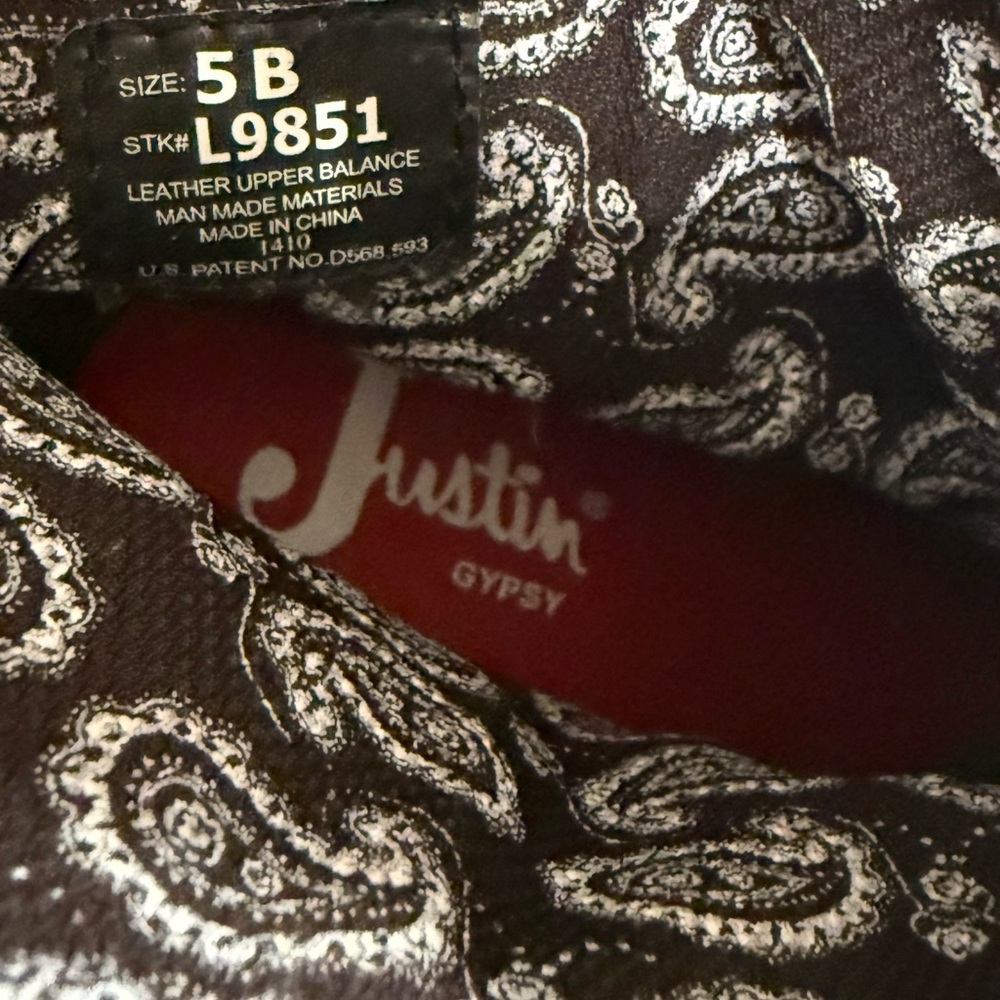 SIZE: 5 B
STK# L9851
LEATHER UPPER BALANCE
MAN MADE MATERIALS
MADE IN CHINA
1410
U.S. PATENT NO.D568,593
Justin®
GYPSY